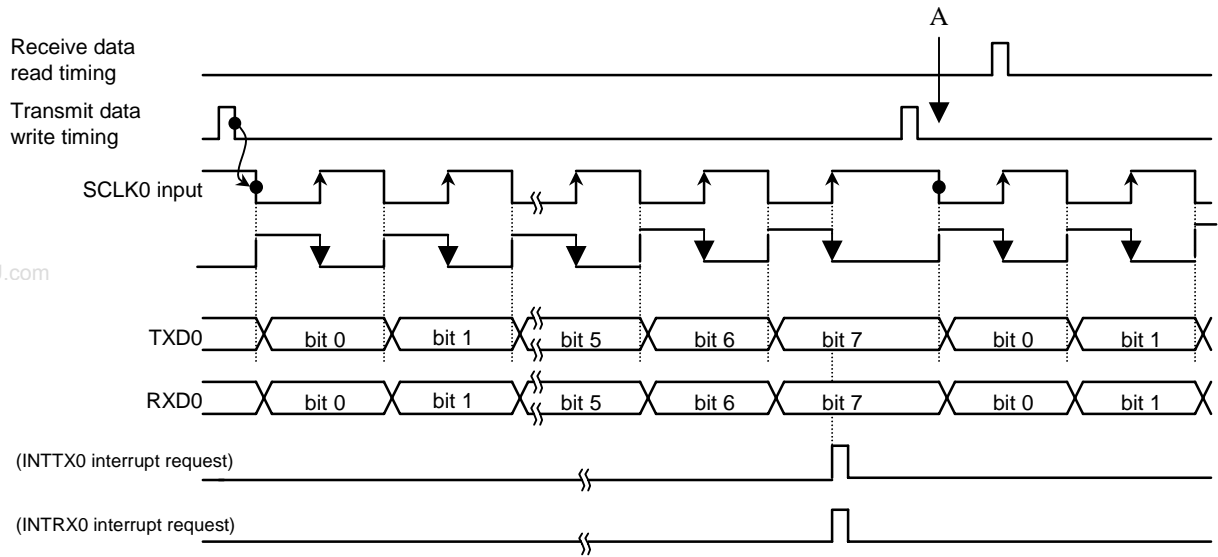 A
Receive data
read timing
Transmit data
write timing
SCLK0 input
.com
TXD0
bit 0 bit 1 bit 5 bit 6 bit 7 bit 0 bit 1
RXD0
bit 0 bit 1 bit 5 bit 6 bit 7 bit 0 bit 1
(INTTX0 interrupt request)
(INTRX0 interrupt request)